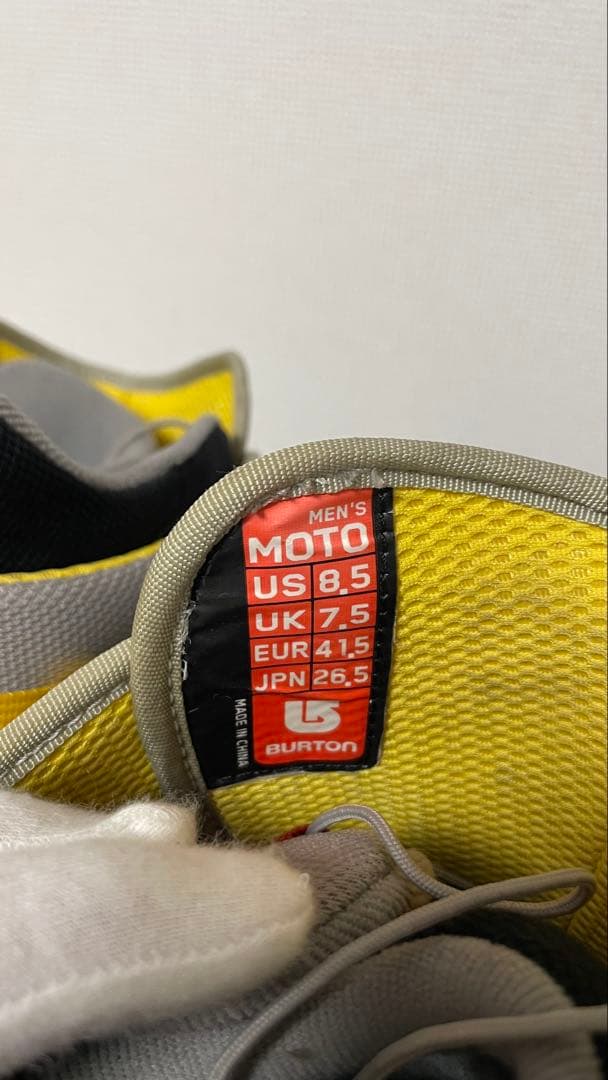 MEN'S
MOTO
US 8.5
UK 7.5
EUR 41.5
JPN 26.5
BURTON
MADE IN CHINA